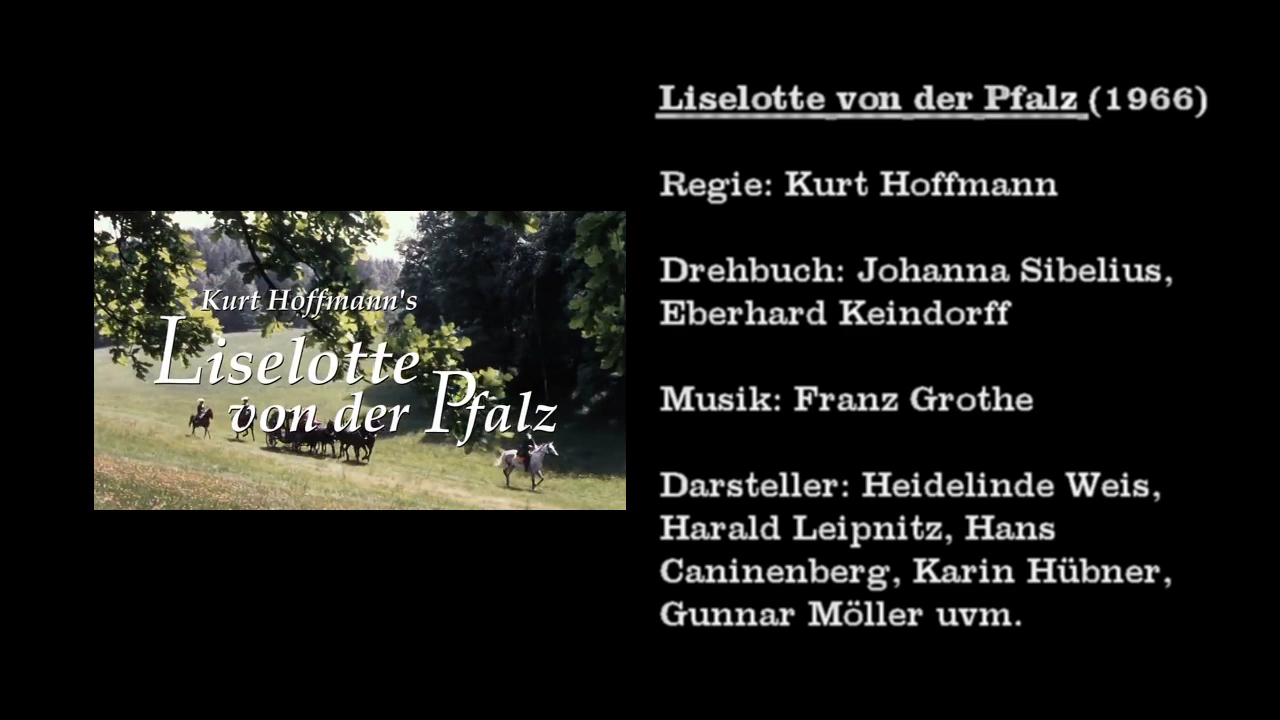 Kurt Hoffmann's
Liselotte
von der Pfalz
Liselotte von der Pfalz (1966)
Regie: Kurt Hoffmann
Drehbuch: Johanna Sibelius,
Eberhard Keindorff
Musik: Franz Grothe
Darsteller: Heidelinde Weis,
Harald Leipnitz, Hans
Caninenberg, Karin Hübner,
Gunnar Möller uvm.